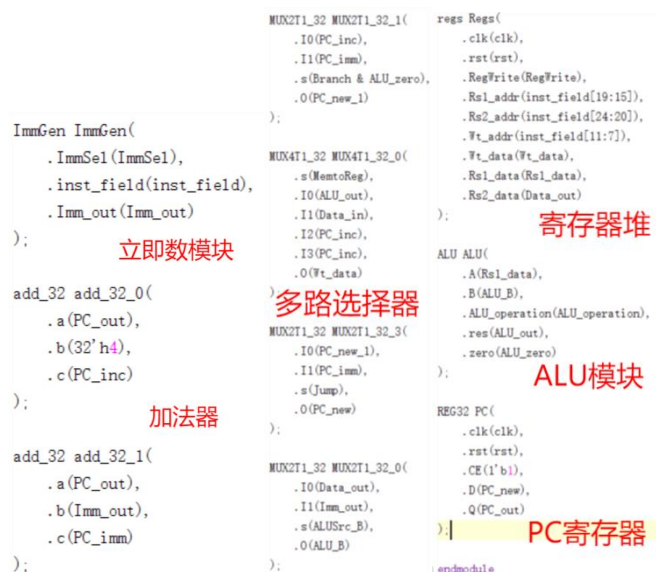 ImmGen ImmGen(
.ImmSel(ImmSel),
.inst_field(inst_field),
.Imm_out(Imm_out)
);
立即数模块
add_32 add_32_0(
.a(PC_out),
.b(32'h4),
.c(PC_inc)
);
加法器
add_32 add_32_1(
.a(PC_out),
.b(Imm_out),
.c(PC_imm)
);
MUX2T1_32 MUX2T1_32_1(
.I0(PC_inc),
.I1(PC_imm),
.s(Branch & ALU_zero),
.O(PC_new_1)
);
MUX4T1_32 MUX4T1_32_0(
.s(MemtoReg),
.I0(ALU_out),
.I1(Data_in),
.I2(PC_inc),
.I3(PC_inc),
.O(Wt_data)
);
多路选择器
MUX2T1_32 MUX2T1_32_3(
.I0(PC_new_1),
.I1(PC_imm),
.s(Jump),
.O(PC_new)
);
MUX2T1_32 MUX2T1_32_0(
.I0(Data_out),
.I1(Imm_out),
.s(ALUSrc_B),
.O(ALU_B)
);
regs Regs(
.clk(clk),
.rst(rst),
.RegWrite(RegWrite),
.Rs1_addr(inst_field[19:15]),
.Rs2_addr(inst_field[24:20]),
.Wt_addr(inst_field[11:7]),
.Wt_data(Wt_data),
.Rs1_data(Rs1_data),
.Rs2_data(Data_out)
);
寄存器堆
ALU ALU(
.A(Rs1_data),
.B(ALU_B),
.ALU_operation(ALU_operation),
.res(ALU_out),
.zero(ALU_zero)
);
ALU模块
REG32 PC(
.clk(clk),
.rst(rst),
.CE(1'b1),
.D(PC_new),
.Q(PC_out)
);
PC寄存器
endmodule